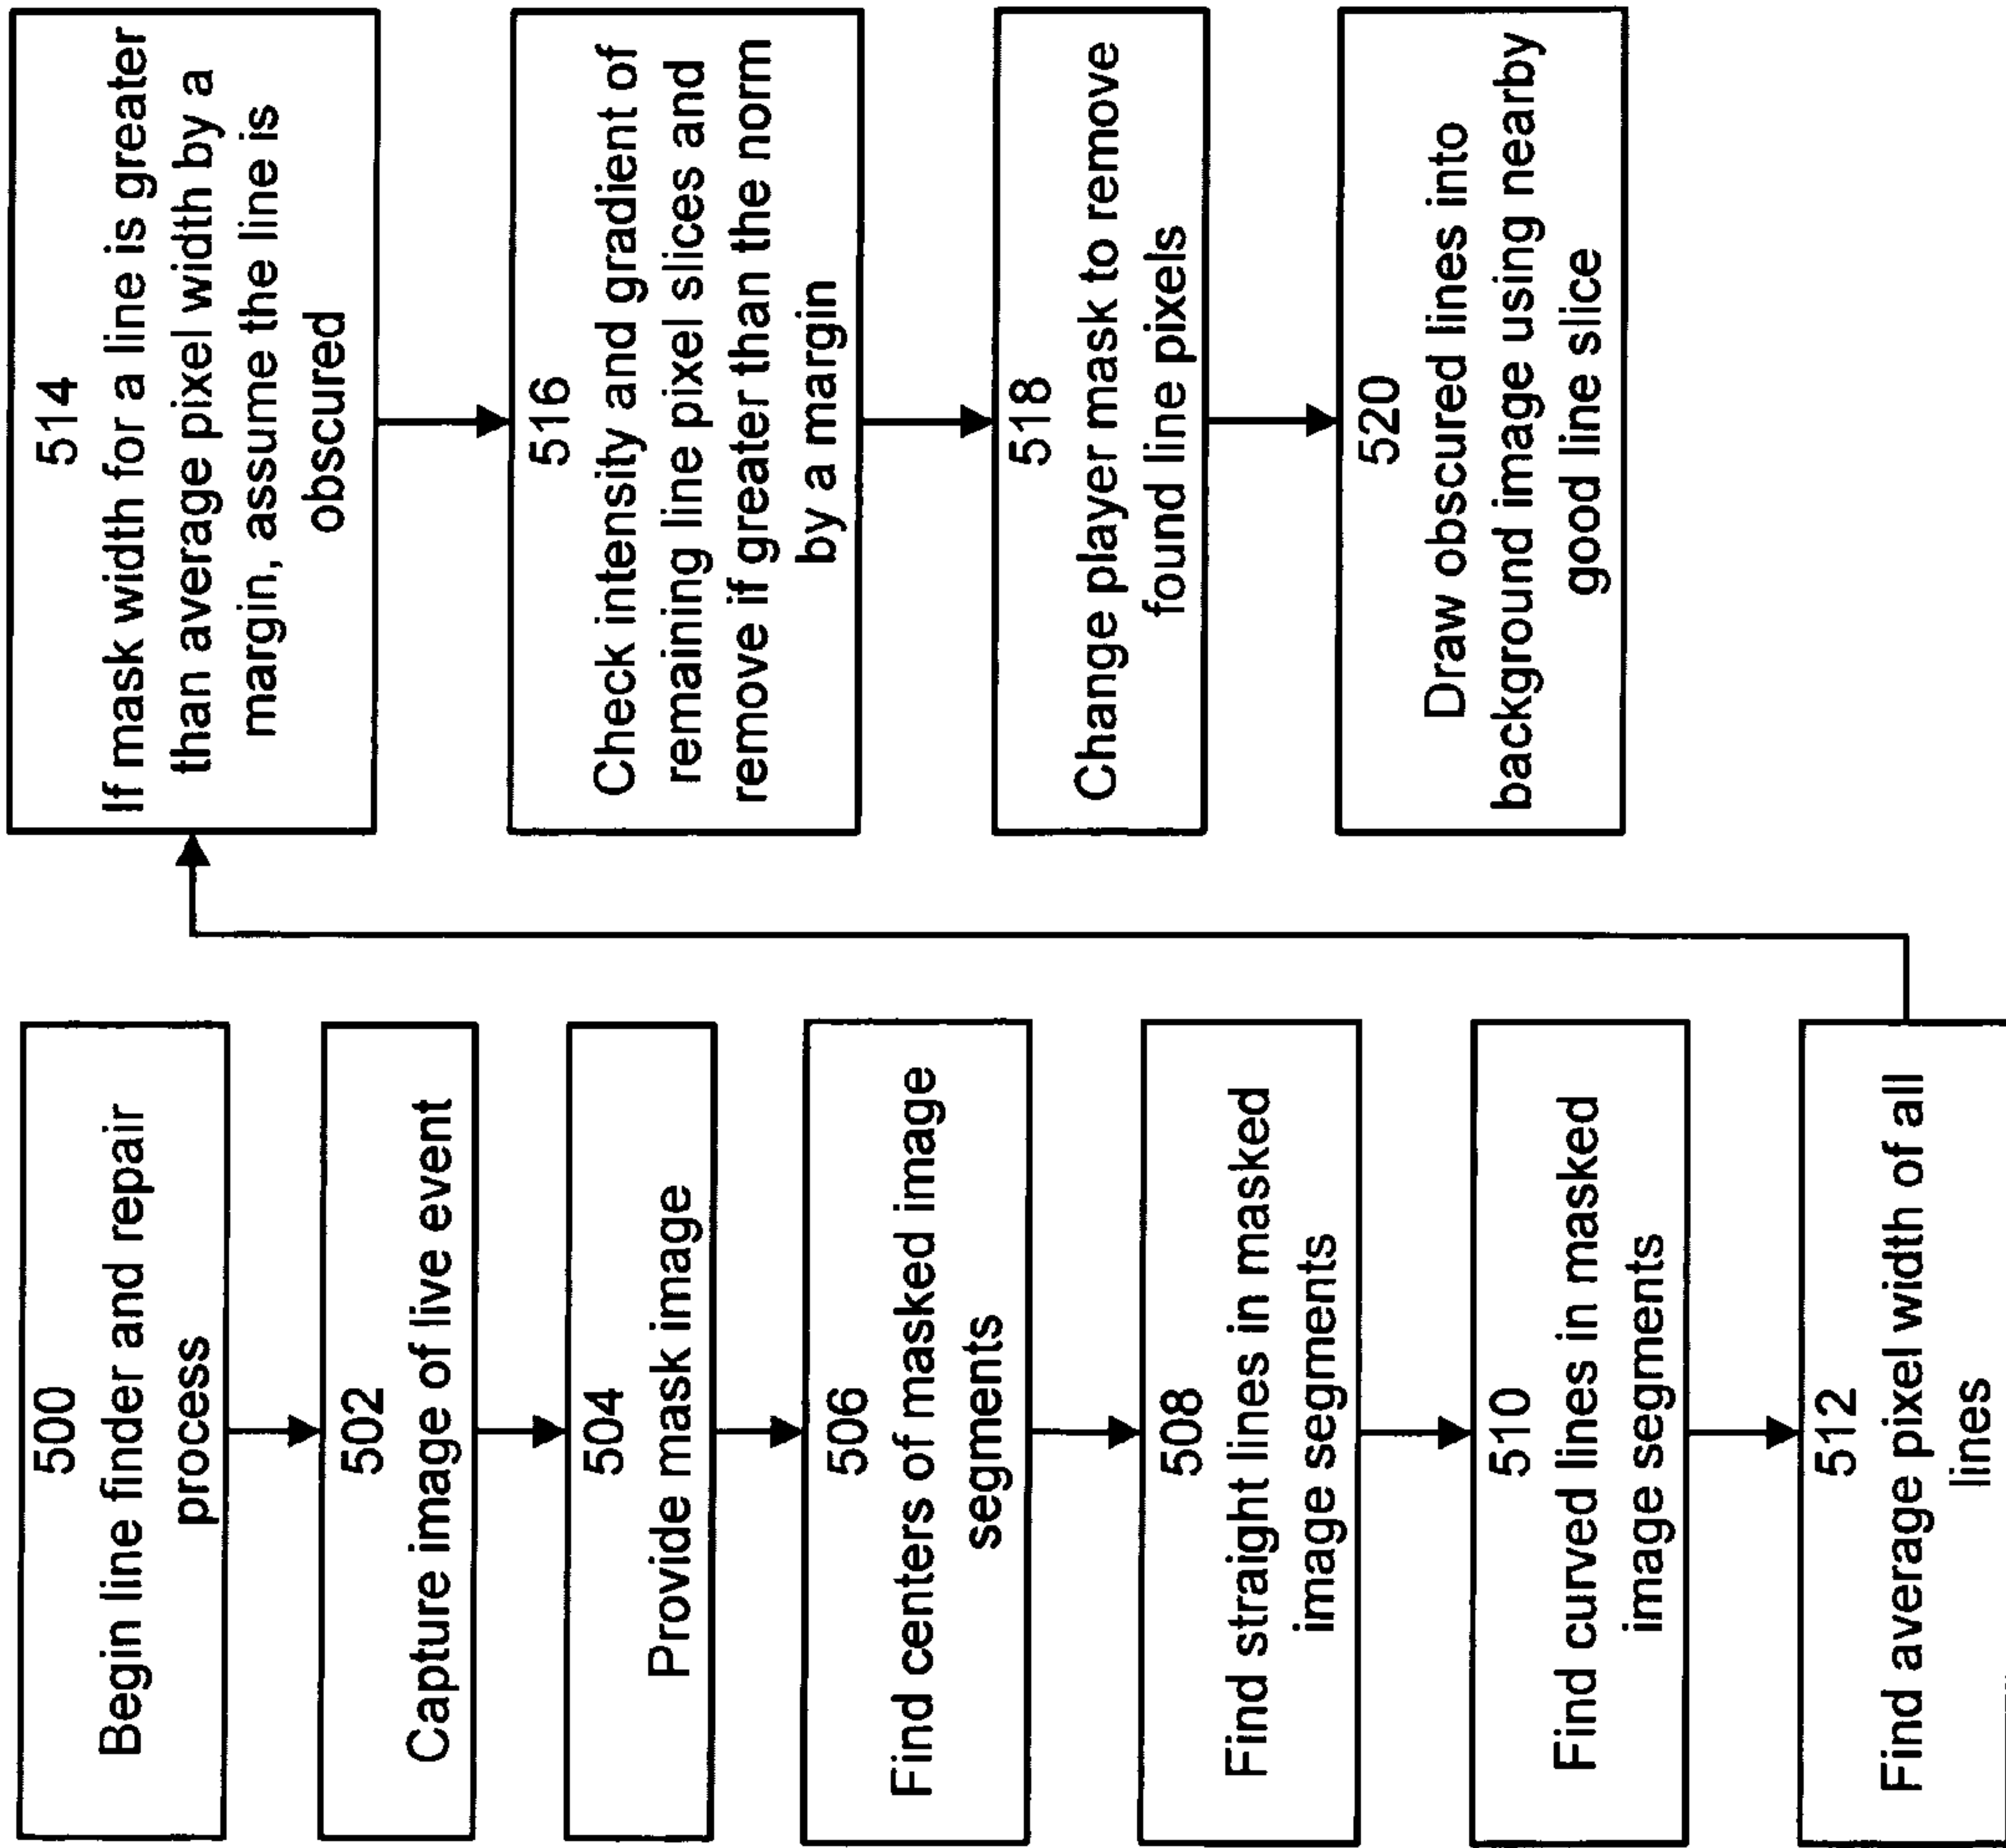 500
Begin line finder and repair
process
502
Capture image of live event
504
Provide mask image
506
Find centers of masked image
segments
508
Find straight lines in masked
image segments
510
Find curved lines in masked
image segments
512
Find average pixel width of all
lines
514
If mask width for a line is greater
than average pixel width by a
margin, assume the line is
obscured
516
Check intensity and gradient of
remaining line pixel slices and
remove if greater than the norm
by a margin
518
Change player mask to remove
found line pixels
520
Draw obscured lines into
background image using nearby
good line slice